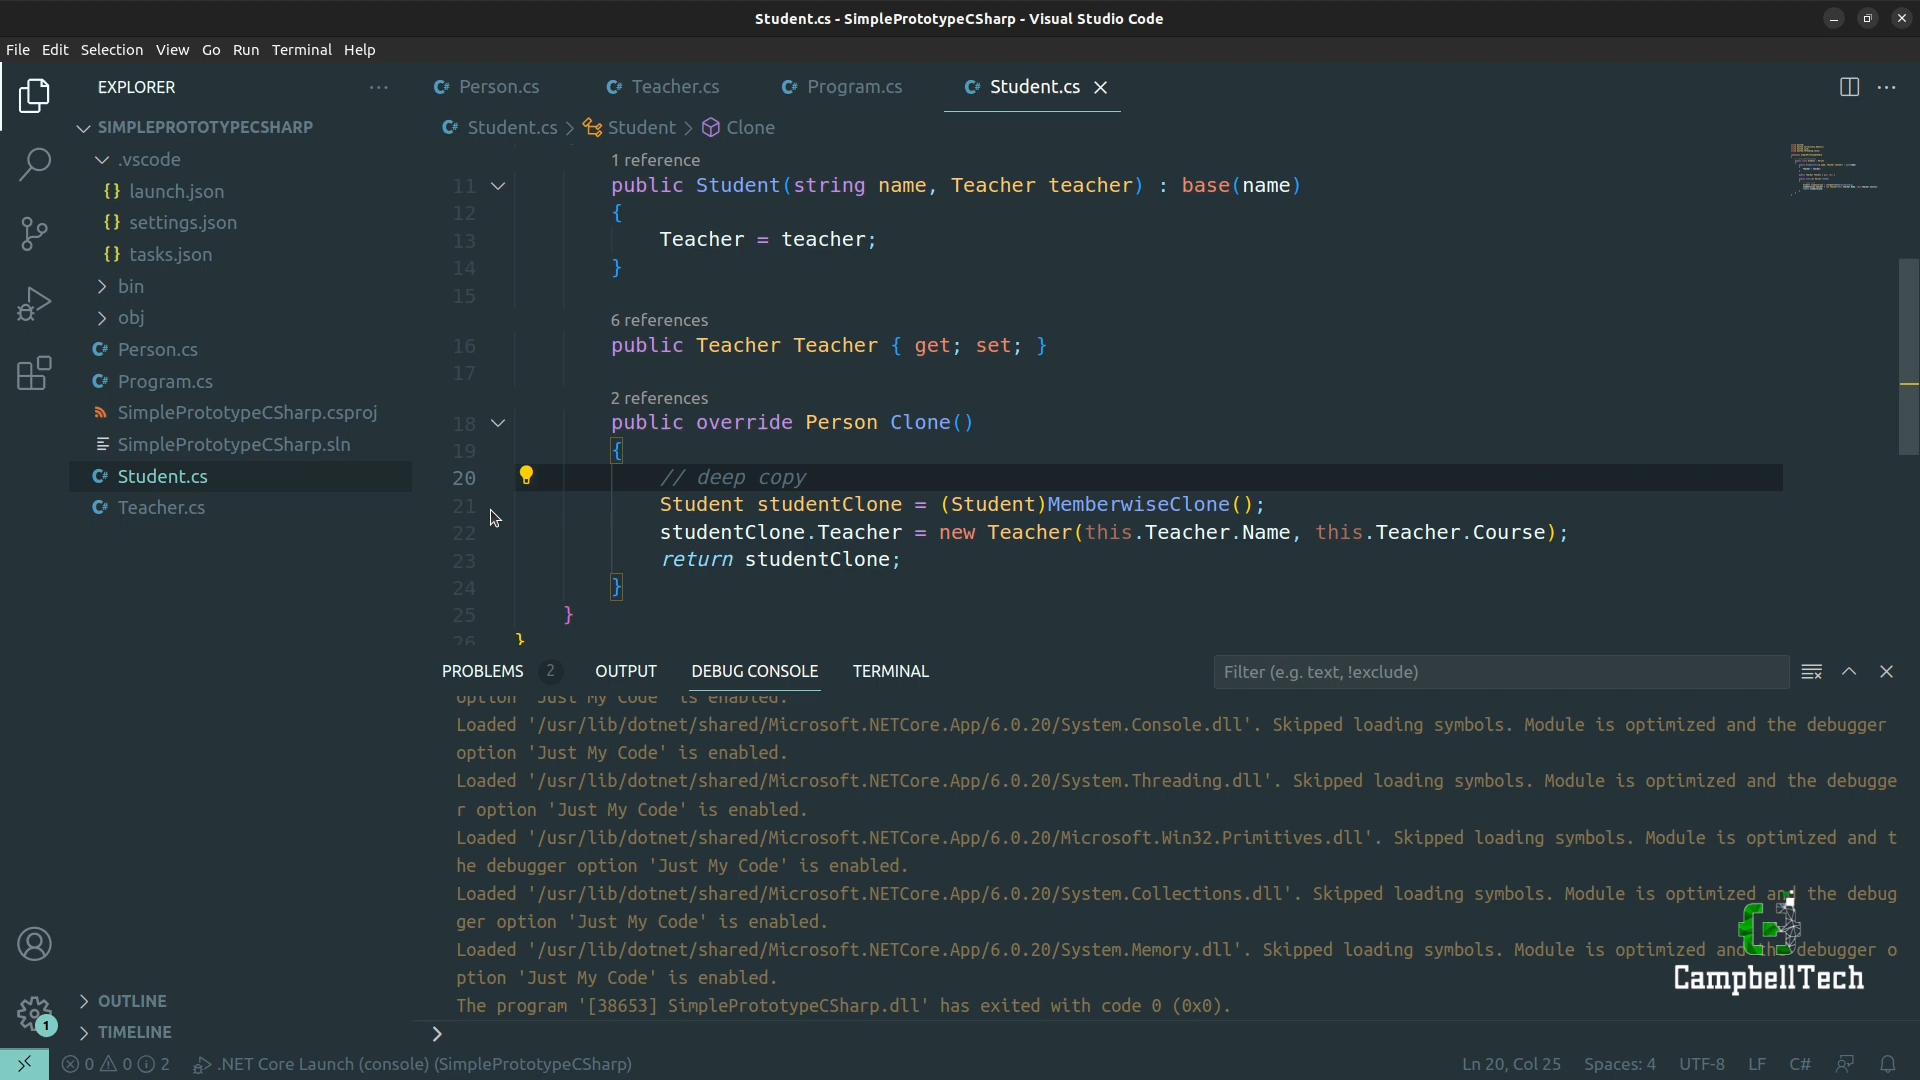 Student.cs - SimplePrototypeCSharp - Visual Studio Code
File Edit Selection View Go Run Terminal Help
EXPLORER
Person.cs Teacher.cs Program.cs Student.cs
SIMPLEPROTOTYPECSHARP
Student.cs > Student > Clone
.vscode
launch.json
settings.json
tasks.json
bin
obj
Person.cs
Program.cs
SimplePrototypeCSharp.csproj
SimplePrototypeCSharp.sln
Student.cs
Teacher.cs
OUTLINE
TIMELINE
1 reference
11 public Student(string name, Teacher teacher) : base(name)
12 {
13 Teacher = teacher;
14 }
15
6 references
16 public Teacher Teacher { get; set; }
17
2 references
18 public override Person Clone()
19 {
20 // deep copy
21 Student studentClone = (Student)MemberwiseClone();
22 studentClone.Teacher = new Teacher(this.Teacher.Name, this.Teacher.Course);
23 return studentClone;
24 }
25 }
26 }
PROBLEMS 2 OUTPUT DEBUG CONSOLE TERMINAL Filter (e.g. text, !exclude)
option 'Just My Code' is enabled.
Loaded '/usr/lib/dotnet/shared/Microsoft.NETCore.App/6.0.20/System.Console.dll'. Skipped loading symbols. Module is optimized and the debugger
option 'Just My Code' is enabled.
Loaded '/usr/lib/dotnet/shared/Microsoft.NETCore.App/6.0.20/System.Threading.dll'. Skipped loading symbols. Module is optimized and the debugge
r option 'Just My Code' is enabled.
Loaded '/usr/lib/dotnet/shared/Microsoft.NETCore.App/6.0.20/Microsoft.Win32.Primitives.dll'. Skipped loading symbols. Module is optimized and t
he debugger option 'Just My Code' is enabled.
Loaded '/usr/lib/dotnet/shared/Microsoft.NETCore.App/6.0.20/System.Collections.dll'. Skipped loading symbols. Module is optimized and the debug
ger option 'Just My Code' is enabled.
Loaded '/usr/lib/dotnet/shared/Microsoft.NETCore.App/6.0.20/System.Memory.dll'. Skipped loading symbols. Module is optimized and the debugger o
ption 'Just My Code' is enabled.
The program '[38653] SimplePrototypeCSharp.dll' has exited with code 0 (0x0).
CampbellTech
1
0 0 2 .NET Core Launch (console) (SimplePrototypeCSharp) Ln 20, Col 25 Spaces: 4 UTF-8 LF C#